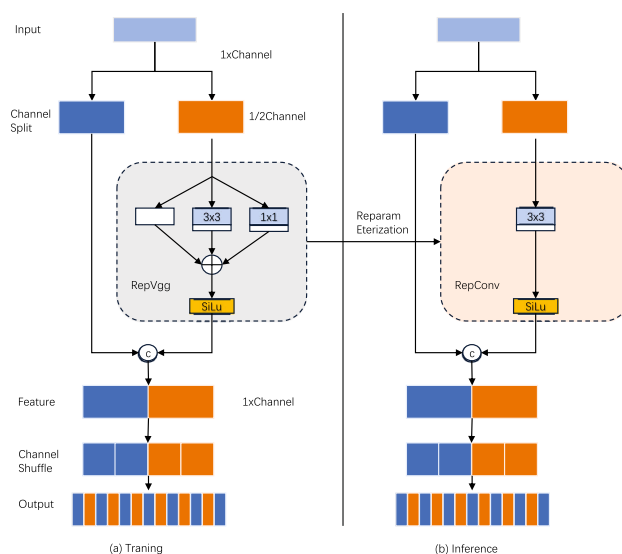 Input
1xChannel
Channel
Split
1/2Channel
3x3
1x1
RepVgg
SiLu
c
Feature
1xChannel
Channel
Shuffle
Output
(a) Traning
Reparam
Eterization
3x3
RepConv
SiLu
c
(b) Inference